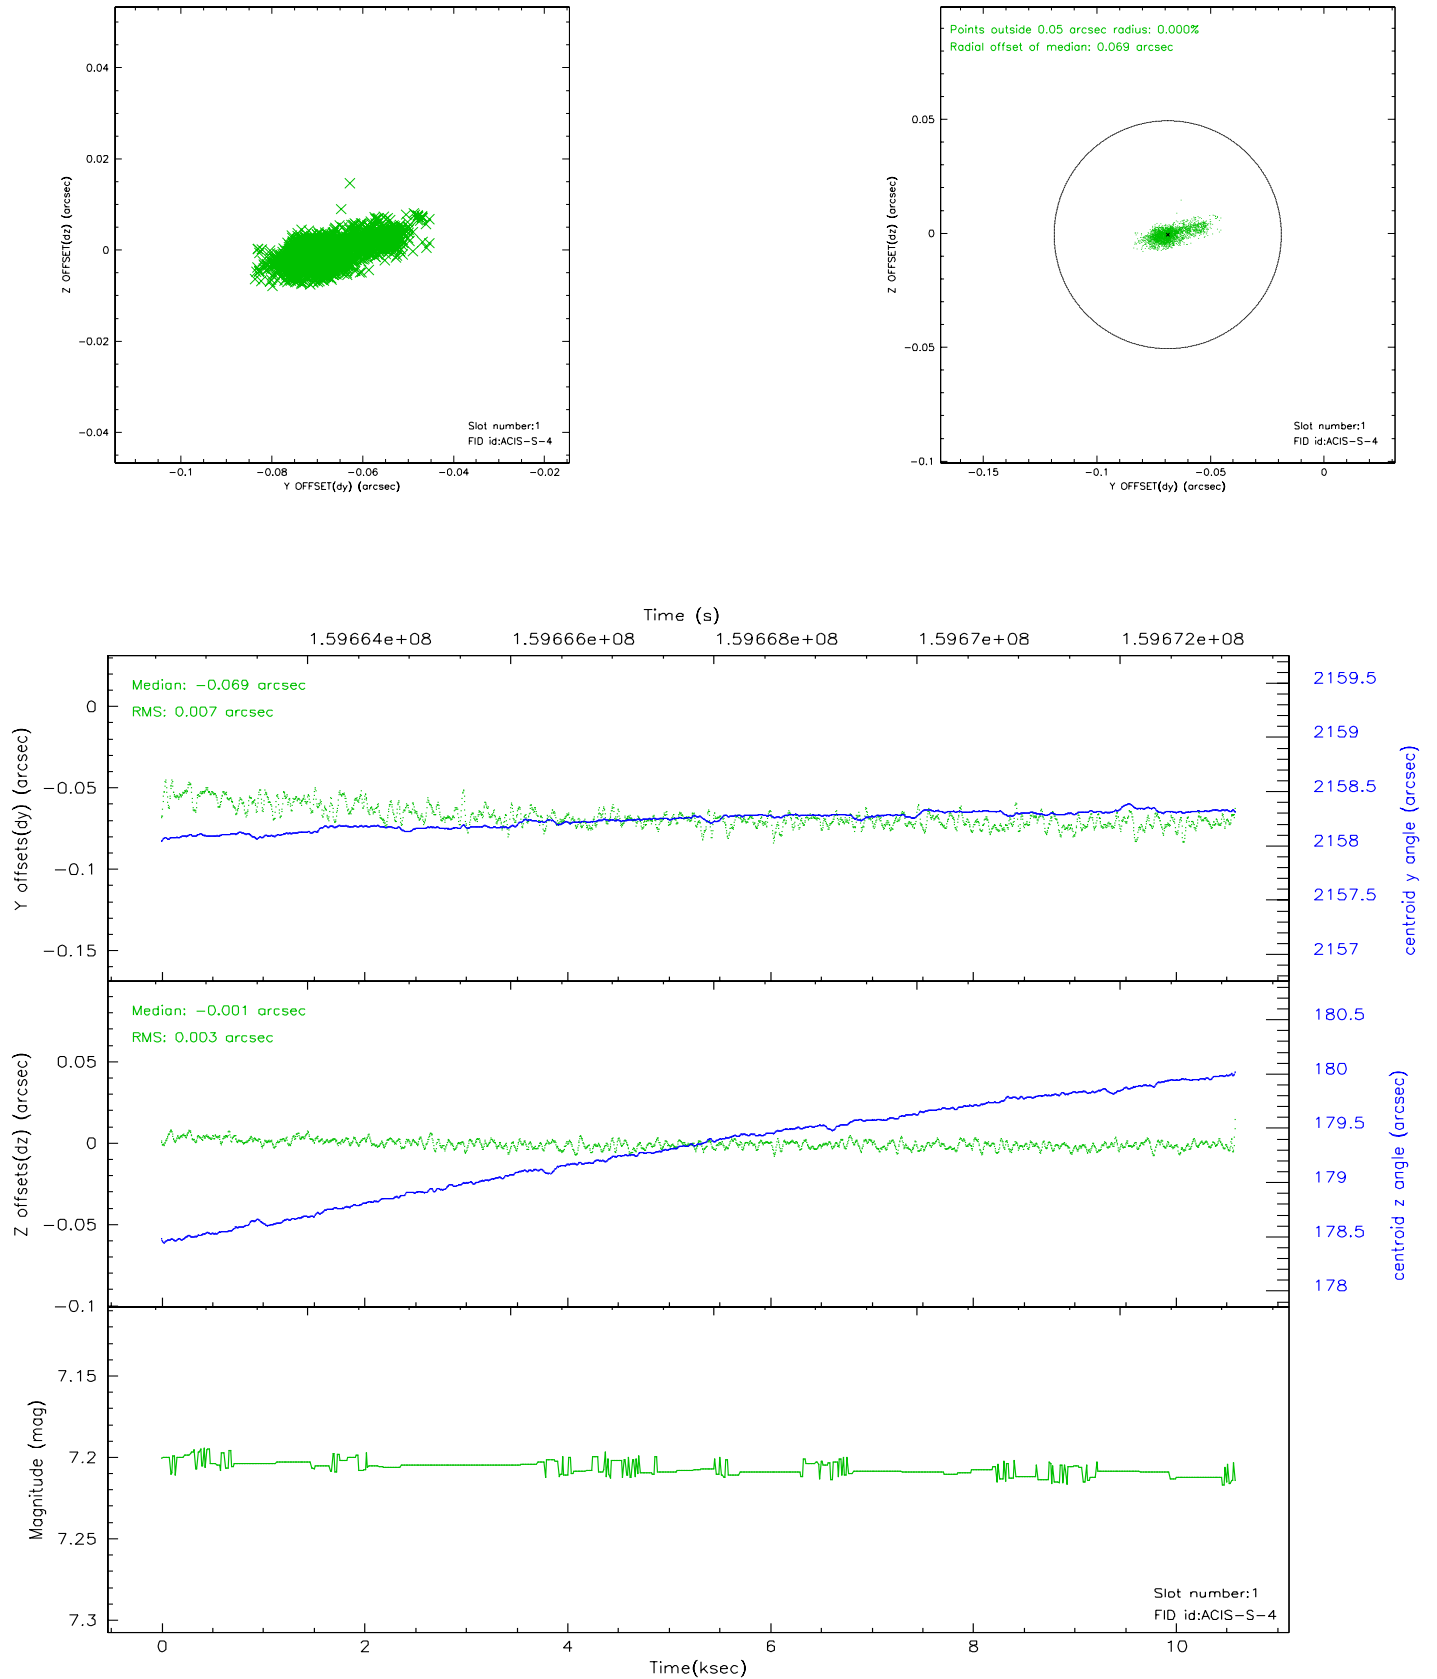 0.04
0.02
0
-0.02
-0.04
Z OFFSET(dz) (arcsec)
Slot number:1
FID id:ACIS-S-4
-0.1 -0.08 -0.06 -0.04 -0.02
Y OFFSET(dy) (arcsec)
Points outside 0.05 arcsec radius: 0.000%
Radial offset of median: 0.069 arcsec
0.05
0
-0.05
-0.1
Z OFFSET(dz) (arcsec)
Slot number:1
FID id:ACIS-S-4
-0.15 -0.1 -0.05 0
Y OFFSET(dy) (arcsec)
Time (s)
1.59664e+08 1.59666e+08 1.59668e+08 1.5967e+08 1.59672e+08
Median: -0.069 arcsec
RMS: 0.007 arcsec
0
-0.05
-0.1
-0.15
Y offsets(dy) (arcsec)
2159.5
2159
2158.5
2158
2157.5
2157
centroid y angle (arcsec)
Median: -0.001 arcsec
RMS: 0.003 arcsec
0.05
0
-0.05
-0.1
Z offsets(dz) (arcsec)
180.5
180
179.5
179
178.5
178
centroid z angle (arcsec)
7.15
7.2
7.25
7.3
Magnitude (mag)
Slot number:1
FID id:ACIS-S-4
0 2 4 6 8 10
Time(ksec)